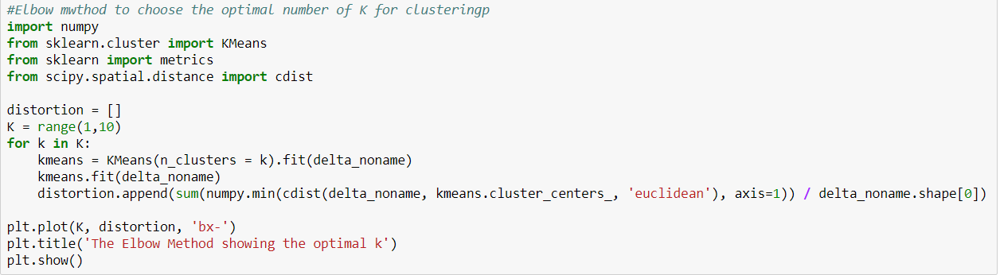 #Elbow mwthod to choose the optimal number of K for clusteringp
import numpy
from sklearn.cluster import KMeans
from sklearn import metrics
from scipy.spatial.distance import cdist

distortion = []
K = range(1,10)
for k in K:
    kmeans = KMeans(n_clusters = k).fit(delta_noname)
    kmeans.fit(delta_noname)
    distortion.append(sum(numpy.min(cdist(delta_noname, kmeans.cluster_centers_, 'euclidean'), axis=1)) / delta_noname.shape[0])

plt.plot(K, distortion, 'bx-')
plt.title('The Elbow Method showing the optimal k')
plt.show()